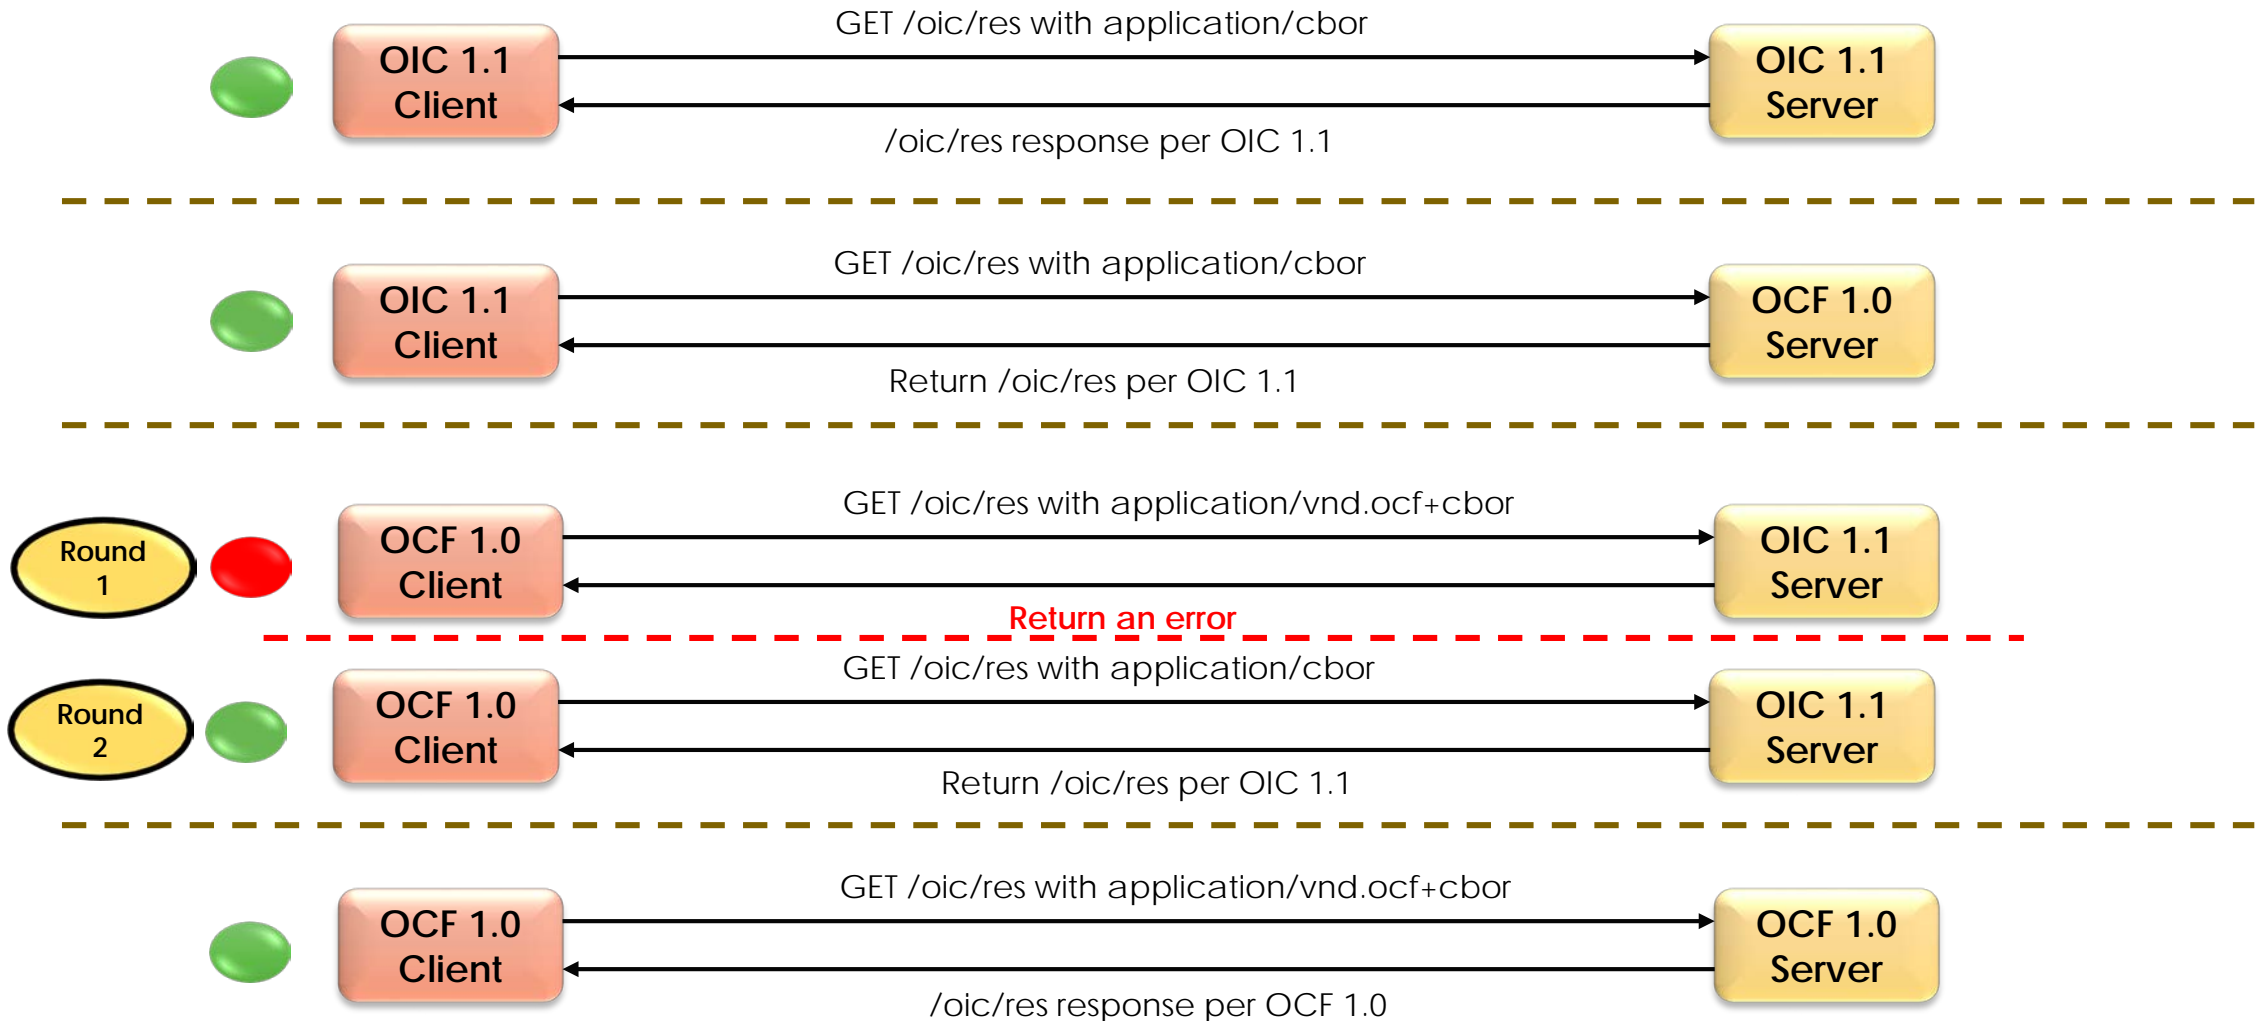 GET /oic/res with application/cbor
OIC 1.1
Client
OIC 1.1
Server
/oic/res response per OIC 1.1
GET /oic/res with application/cbor
OIC 1.1
Client
OCF 1.0
Server
Return /oic/res per OIC 1.1
GET /oic/res with application/vnd.ocf+cbor
Round
1
OCF 1.0
Client
OIC 1.1
Server
Return an error
GET /oic/res with application/cbor
Round
2
OCF 1.0
Client
OIC 1.1
Server
Return /oic/res per OIC 1.1
GET /oic/res with application/vnd.ocf+cbor
OCF 1.0
Client
OCF 1.0
Server
/oic/res response per OCF 1.0